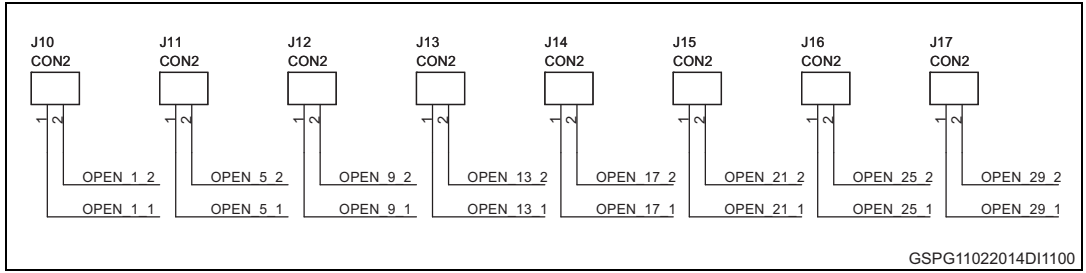 J10 J11 J12 J13 J14 J15 J16 J17
CON2 CON2 CON2 CON2 CON2 CON2 CON2 CON2
1 2 1 2 1 2 1 2 1 2 1 2 1 2 1 2
OPEN_1_2 OPEN_5_2 OPEN_9_2 OPEN_13_2 OPEN_17_2 OPEN_21_2 OPEN_25_2 OPEN_29_2
OPEN_1_1 OPEN_5_1 OPEN_9_1 OPEN_13_1 OPEN_17_1 OPEN_21_1 OPEN_25_1 OPEN_29_1
GSPG11022014DI1100